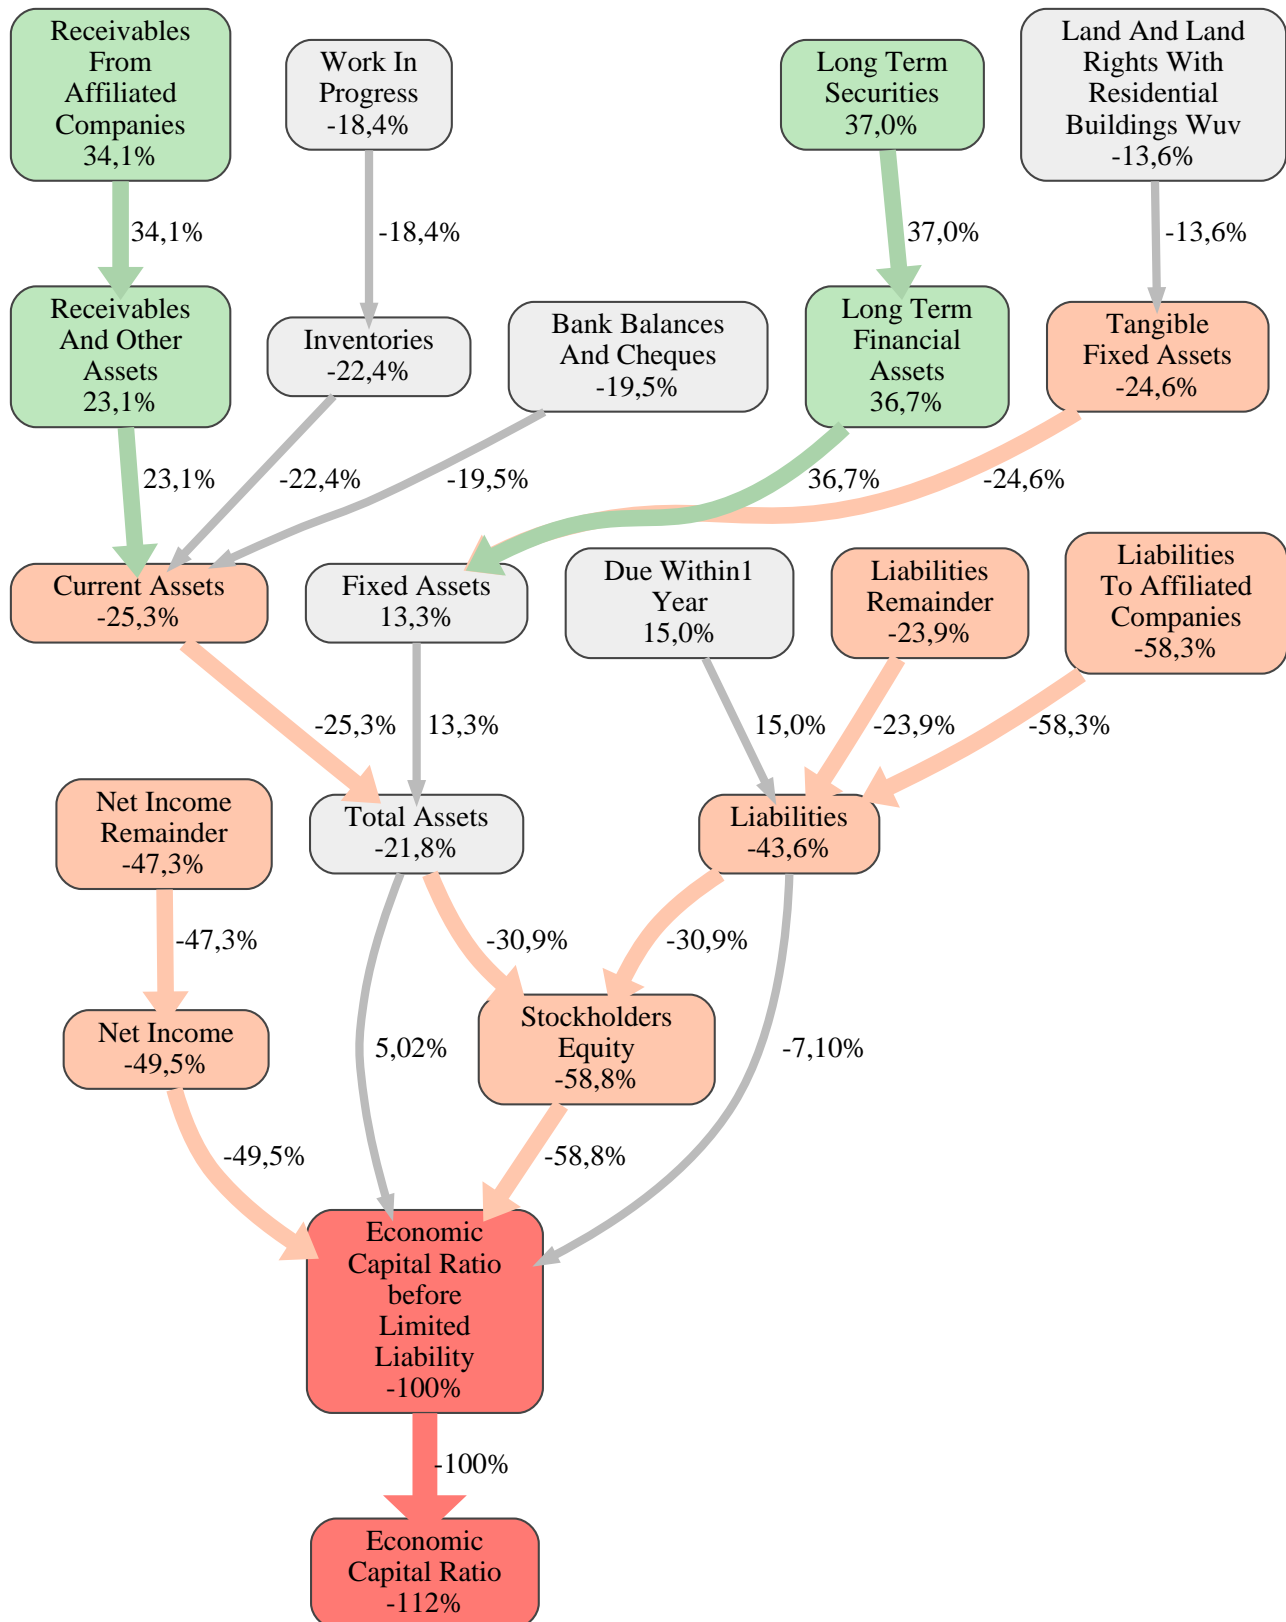 Receivables
From
Affiliated
Companies
34,1%
Work In
Progress
-18,4%
Long Term
Securities
37,0%
Land And Land
Rights With
Residential
Buildings Wuv
-13,6%
34,1%
-18,4%
37,0%
-13,6%
Receivables
And Other
Assets
23,1%
Inventories
-22,4%
Bank Balances
And Cheques
-19,5%
Long Term
Financial
Assets
36,7%
Tangible
Fixed Assets
-24,6%
23,1%
-22,4%
-19,5%
36,7%
-24,6%
Current Assets
-25,3%
Fixed Assets
13,3%
Due Within1
Year
15,0%
Liabilities
Remainder
-23,9%
Liabilities
To Affiliated
Companies
-58,3%
-25,3%
13,3%
15,0%
-23,9%
-58,3%
Net Income
Remainder
-47,3%
Total Assets
-21,8%
Liabilities
-43,6%
-47,3%
-30,9%
-30,9%
Net Income
-49,5%
5,02%
Stockholders
Equity
-58,8%
-7,10%
-49,5%
-58,8%
Economic
Capital Ratio
before
Limited
Liability
-100%
-100%
Economic
Capital Ratio
-112%